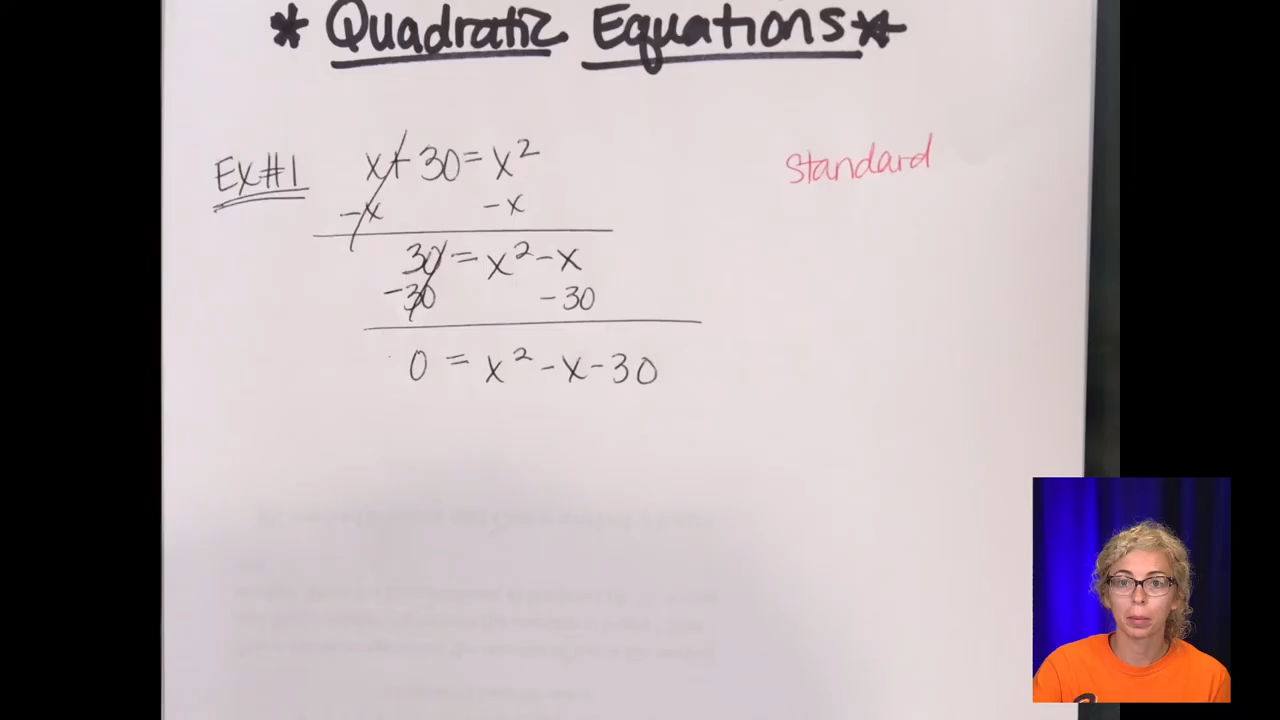 * Quadratic Equations *
Ex#1 x + 30 = x²
Standard
-x -x
30 = x² - x
-30 -30
0 = x² - x - 30